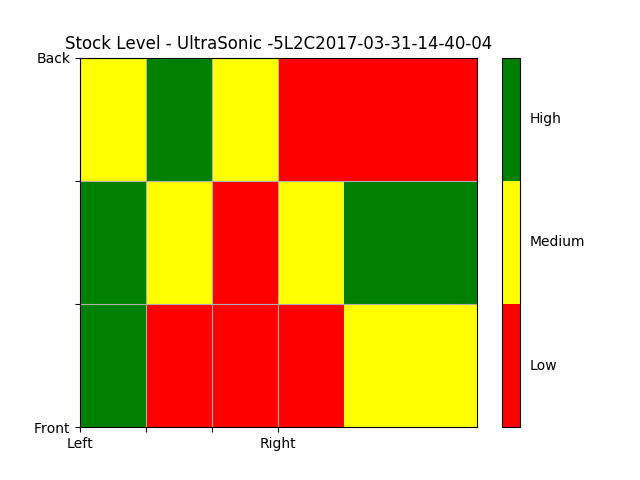 Stock Level - UltraSonic -5L2C2017-03-31-14-40-04
Back
High
Medium
Low
Front
Left
Right